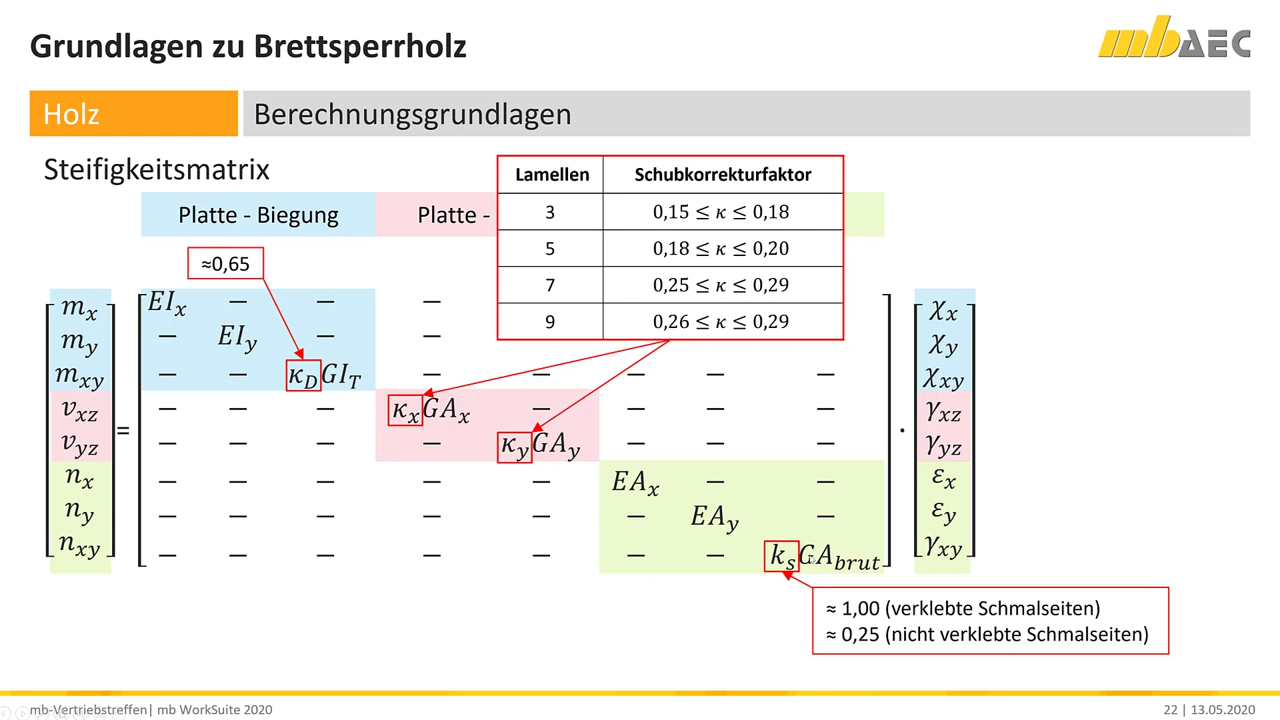 Grundlagen zu Brettsperrholz
mbAEC
Holz
Berechnungsgrundlagen
Steifigkeitsmatrix
Platte - Biegung
Platte -
Lamellen Schubkorrekturfaktor
3 0,15 ≤ κ ≤ 0,18
5 0,18 ≤ κ ≤ 0,20
7 0,25 ≤ κ ≤ 0,29
9 0,26 ≤ κ ≤ 0,29
≈0,65
m_x EI_x − − − χ_x
m_y − EI_y − − χ_y
m_xy − − κ_D GI_T − − − − − χ_xy
v_xz − − − κ_x GA_x − − − − γ_xz
v_yz = − − − − κ_y GA_y − − − · γ_yz
n_x − − − − − EA_x − − ε_x
n_y − − − − − − EA_y − ε_y
n_xy − − − − − − − k_s GA_brut γ_xy
≈ 1,00 (verklebte Schmalseiten)
≈ 0,25 (nicht verklebte Schmalseiten)
mb-Vertriebstreffen| mb WorkSuite 2020
22 | 13.05.2020